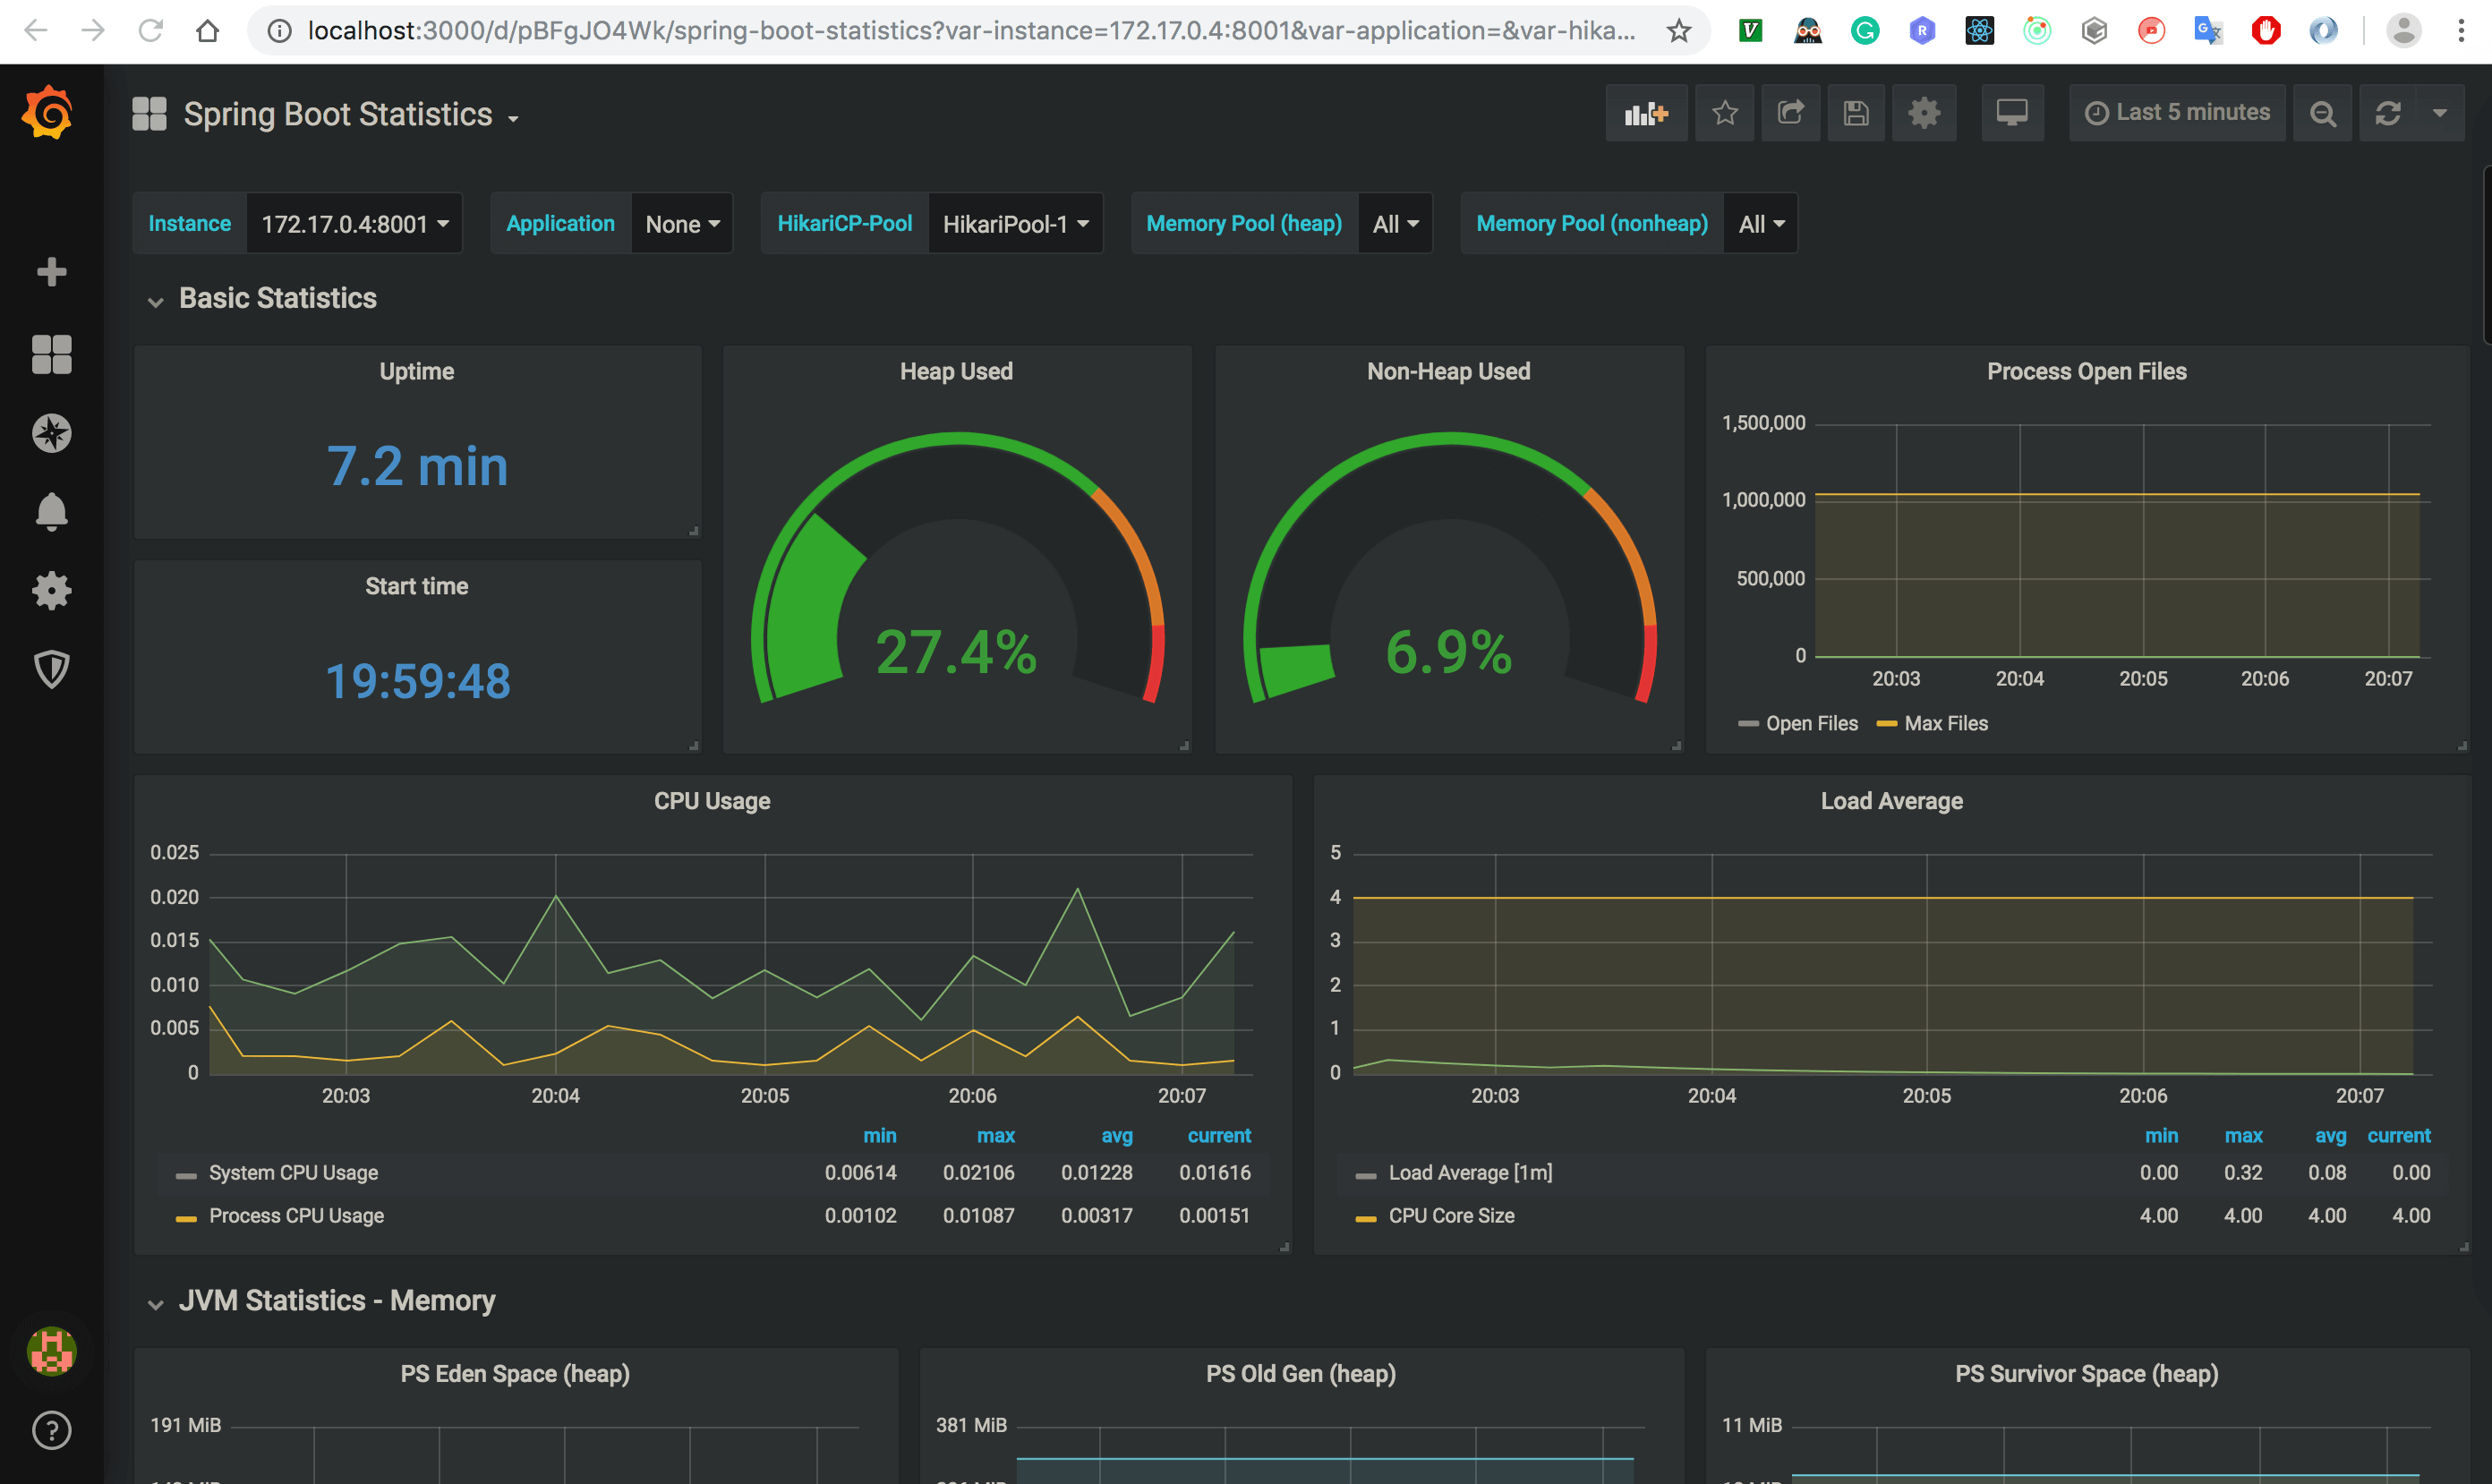 localhost:3000/d/pBFgJO4Wk/spring-boot-statistics?var-instance=172.17.0.4:8001&var-application=&var-hika...
Spring Boot Statistics
Last 5 minutes
Instance 172.17.0.4:8001 Application None HikariCP-Pool HikariPool-1 Memory Pool (heap) All Memory Pool (nonheap) All
Basic Statistics
Uptime
7.2 min
Start time
19:59:48
Heap Used
27.4%
Non-Heap Used
6.9%
Process Open Files
1,500,000
1,000,000
500,000
0
20:03 20:04 20:05 20:06 20:07
Open Files Max Files
CPU Usage
0.025
0.020
0.015
0.010
0.005
0
20:03 20:04 20:05 20:06 20:07
min max avg current
System CPU Usage 0.00614 0.02106 0.01228 0.01616
Process CPU Usage 0.00102 0.01087 0.00317 0.00151
Load Average
5
4
3
2
1
0
20:03 20:04 20:05 20:06 20:07
min max avg current
Load Average [1m] 0.00 0.32 0.08 0.00
CPU Core Size 4.00 4.00 4.00 4.00
JVM Statistics - Memory
PS Eden Space (heap)
191 MiB
PS Old Gen (heap)
381 MiB
PS Survivor Space (heap)
11 MiB